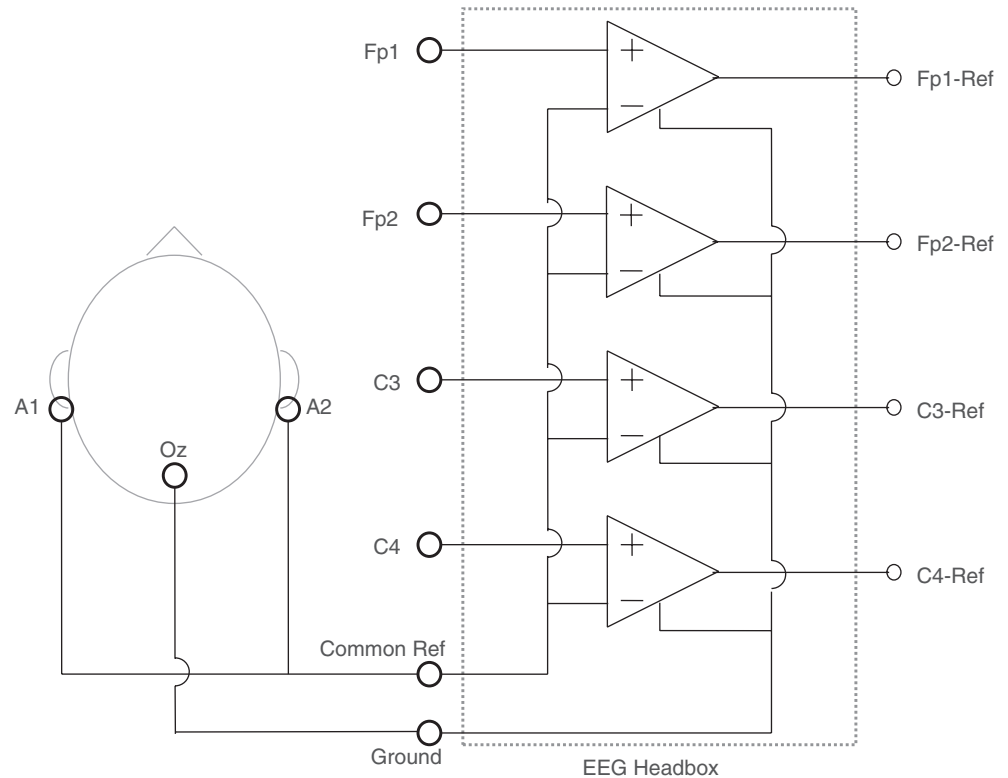 Fp1
+
−
Fp1-Ref
Fp2
+
−
Fp2-Ref
C3
+
−
C3-Ref
A1
A2
Oz
C4
+
−
C4-Ref
Common Ref
Ground
EEG Headbox